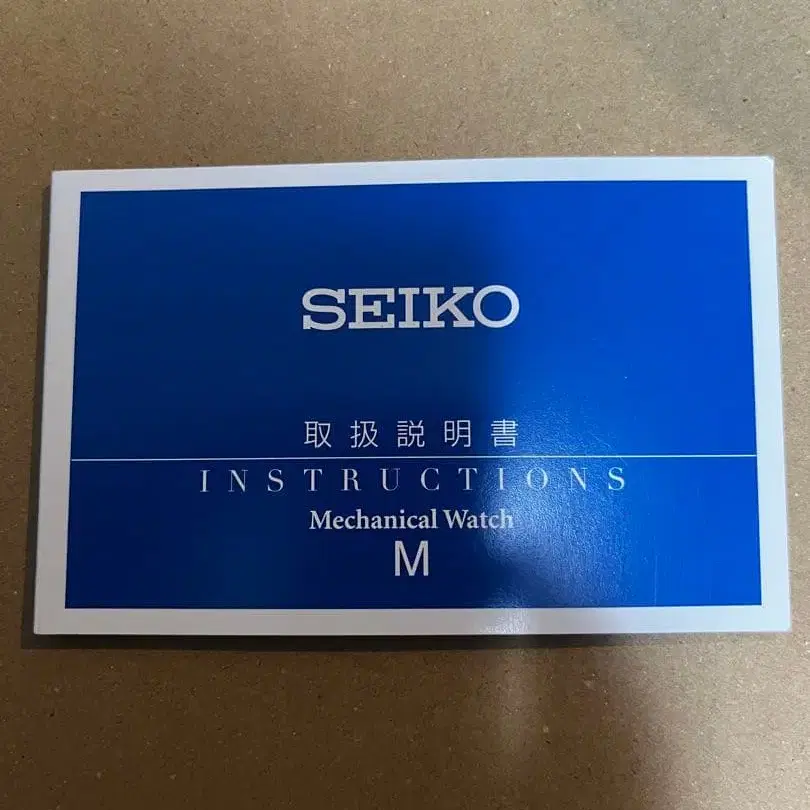 SEIKO
取扱説明書
INSTRUCTIONS
Mechanical Watch
M